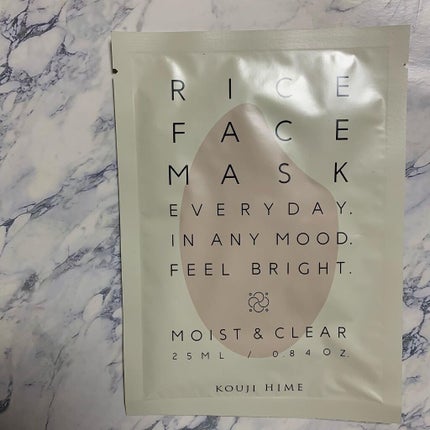 RICE
FACE
MASK
EVERYDAY.
IN ANY MOOD.
FEEL BRIGHT.
MOIST & CLEAR
25ML / 0.84OZ.
KOUJI HIME